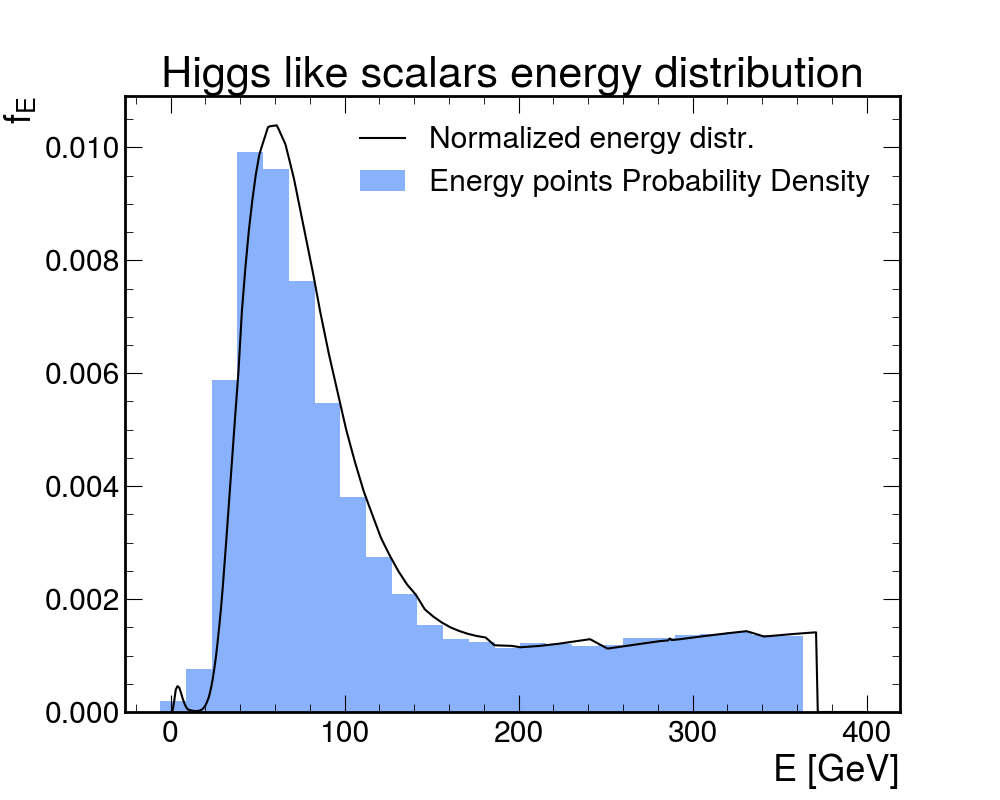 Higgs like scalars energy distribution
f_E
Normalized energy distr.
Energy points Probability Density
0.010
0.008
0.006
0.004
0.002
0.000
0 100 200 300 400
E [GeV]